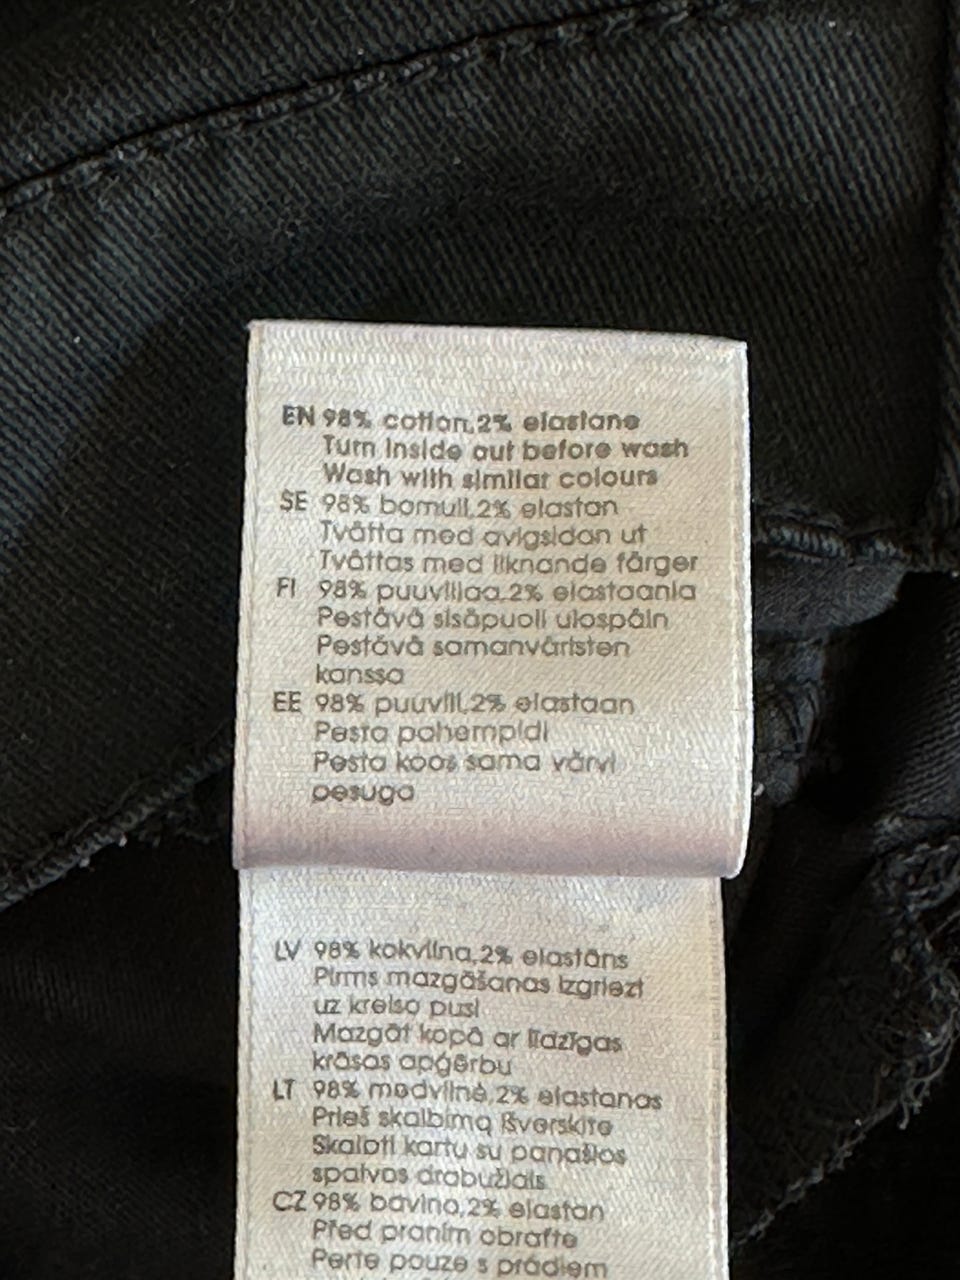 EN 98% cotton,2% elastane
Turn inside out before wash
Wash with similar colours
SE 98% bomull,2% elastan
Tvätta med avigsidan ut
Tvättas med liknande färger
FI 98% puuvillaa,2% elastaania
Pestävä sisäpuoli ulospäin
Pestävä samanväristen
kanssa
EE 98% puuvill,2% elastaan
Pesta pahempidi
Pesta koos sama värvi
pesuga
LV 98% kokvilna,2% elastāns
Pirms mazgāšanas izgriezt
uz kreiso pusi
Mazgāt kopā ar līdzīgas
krāsas apģērbu
LT 98% medvilnė,2% elastanas
Prieš skalbimą išverskite
Skalbti kartu su panašios
spalvos drabužiais
CZ 98% bavlna,2% elastan
Před praním obraťte
Perte pouze s prádlem